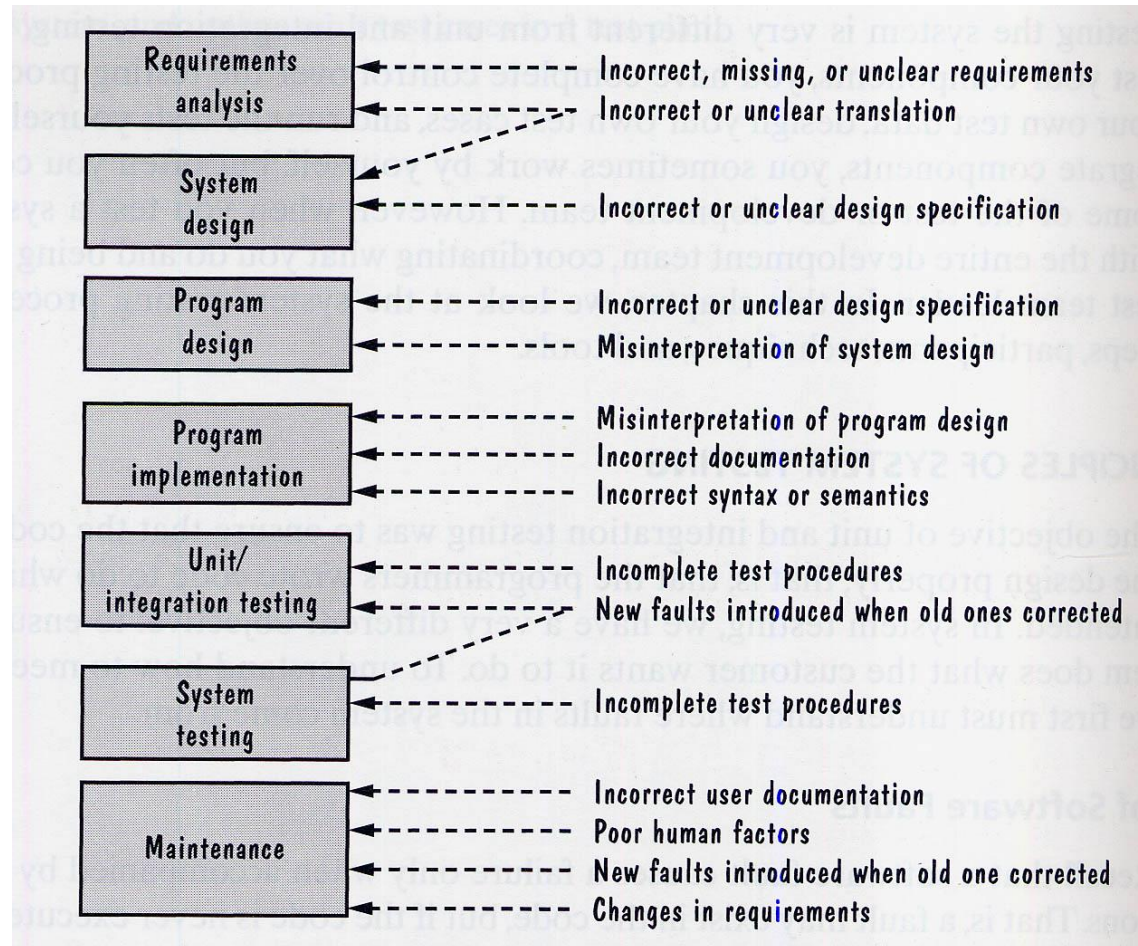 Requirements
analysis
Incorrect, missing, or unclear requirements
Incorrect or unclear translation
System
design
Incorrect or unclear design specification
Program
design
Incorrect or unclear design specification
Misinterpretation of system design
Program
implementation
Misinterpretation of program design
Incorrect documentation
Incorrect syntax or semantics
Unit/
integration testing
Incomplete test procedures
New faults introduced when old ones corrected
System
testing
Incomplete test procedures
Maintenance
Incorrect user documentation
Poor human factors
New faults introduced when old one corrected
Changes in requirements